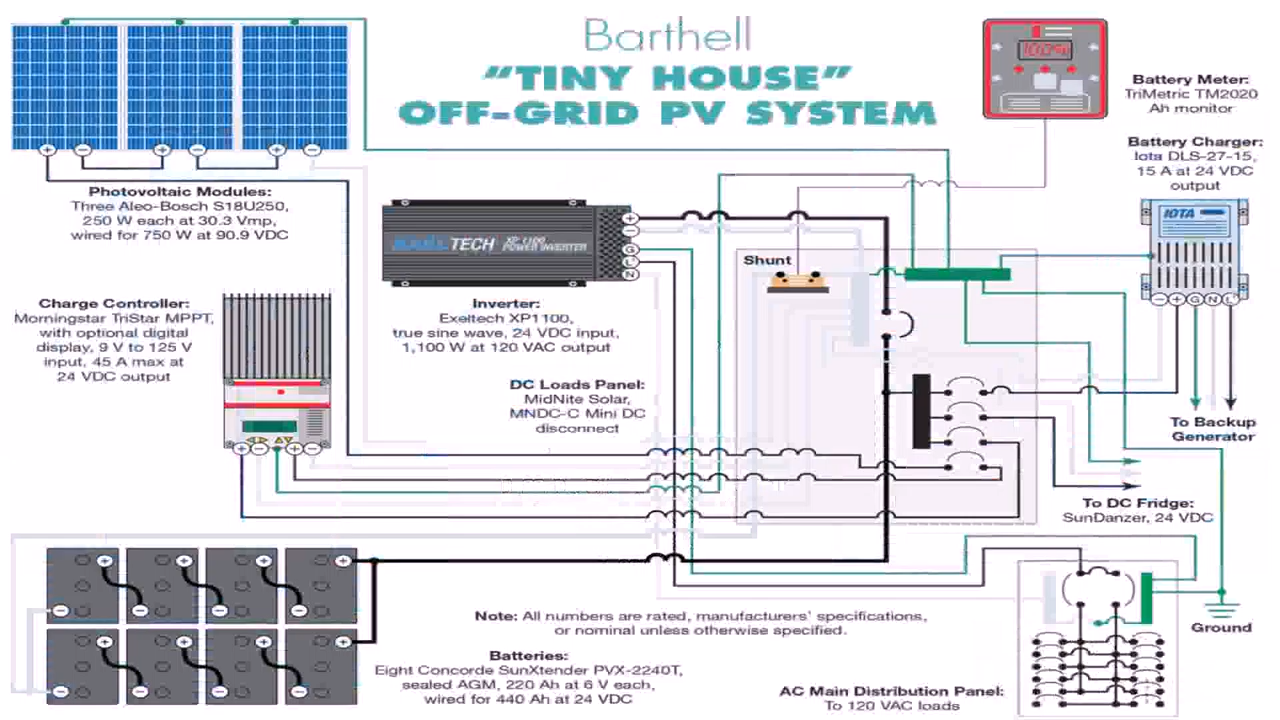 Barthell
"TINY HOUSE"
OFF-GRID PV SYSTEM
100%
Battery Meter:
TriMetric TM2020
Ah monitor
Battery Charger:
Iota DLS-27-15,
15 A at 24 VDC
output
IOTA
Photovoltaic Modules:
Three Aleo-Bosch S18U250,
250 W each at 30.3 Vmp,
wired for 750 W at 90.9 VDC
TECH XP 1100
POWER INVERTER
G
L
N
Shunt
Inverter:
Exeltech XP1100,
true sine wave, 24 VDC input,
1,100 W at 120 VAC output
Charge Controller:
Morningstar TriStar MPPT,
with optional digital
display, 9 V to 125 V
input, 45 A max at
24 VDC output
G N L
DC Loads Panel:
MidNite Solar,
MNDC-C Mini DC
disconnect
To Backup
Generator
To DC Fridge:
SunDanzer, 24 VDC
Note: All numbers are rated, manufacturers' specifications,
or nominal unless otherwise specified.
Ground
Batteries:
Eight Concorde SunXtender PVX-2240T,
sealed AGM, 220 Ah at 6 V each,
wired for 440 Ah at 24 VDC
AC Main Distribution Panel:
To 120 VAC loads